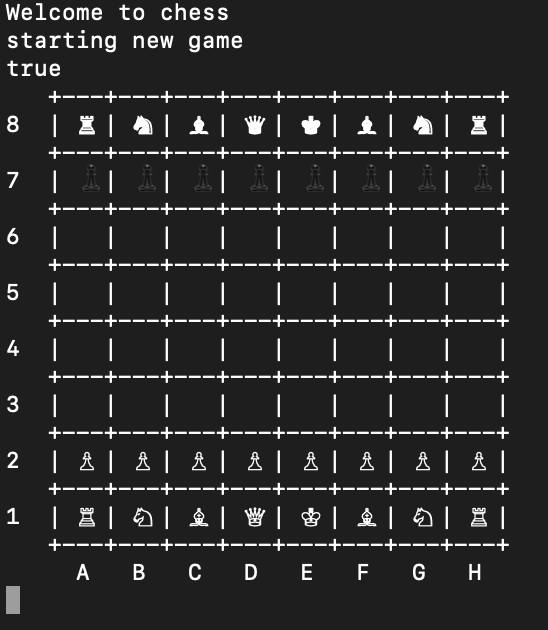 Welcome to chess
starting new game
true
+---+---+---+---+---+---+---+---+
8 | ♜ | ♞ | ♝ | ♛ | ♚ | ♝ | ♞ | ♜ |
+---+---+---+---+---+---+---+---+
7 | ♟ | ♟ | ♟ | ♟ | ♟ | ♟ | ♟ | ♟ |
+---+---+---+---+---+---+---+---+
6 |   |   |   |   |   |   |   |   |
+---+---+---+---+---+---+---+---+
5 |   |   |   |   |   |   |   |   |
+---+---+---+---+---+---+---+---+
4 |   |   |   |   |   |   |   |   |
+---+---+---+---+---+---+---+---+
3 |   |   |   |   |   |   |   |   |
+---+---+---+---+---+---+---+---+
2 | ♙ | ♙ | ♙ | ♙ | ♙ | ♙ | ♙ | ♙ |
+---+---+---+---+---+---+---+---+
1 | ♖ | ♘ | ♗ | ♕ | ♔ | ♗ | ♘ | ♖ |
+---+---+---+---+---+---+---+---+
A B C D E F G H